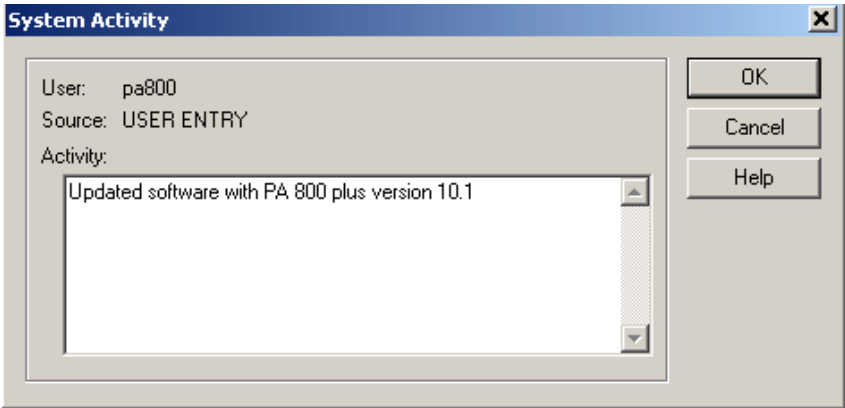 System Activity
User: pa800
Source: USER ENTRY
Activity:
Updated software with PA 800 plus version 10.1
OK
Cancel
Help